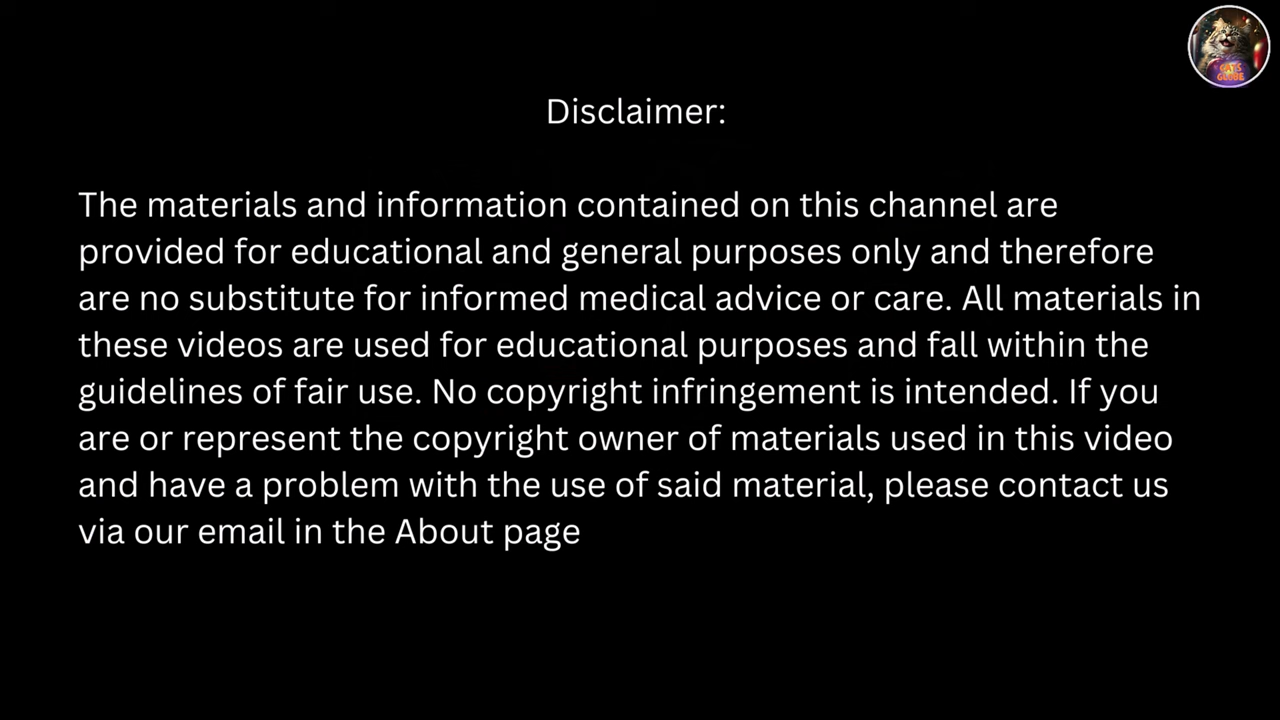 CATS
GLOBE
Disclaimer:
The materials and information contained on this channel are
provided for educational and general purposes only and therefore
are no substitute for informed medical advice or care. All materials in
these videos are used for educational purposes and fall within the
guidelines of fair use. No copyright infringement is intended. If you
are or represent the copyright owner of materials used in this video
and have a problem with the use of said material, please contact us
via our email in the About page